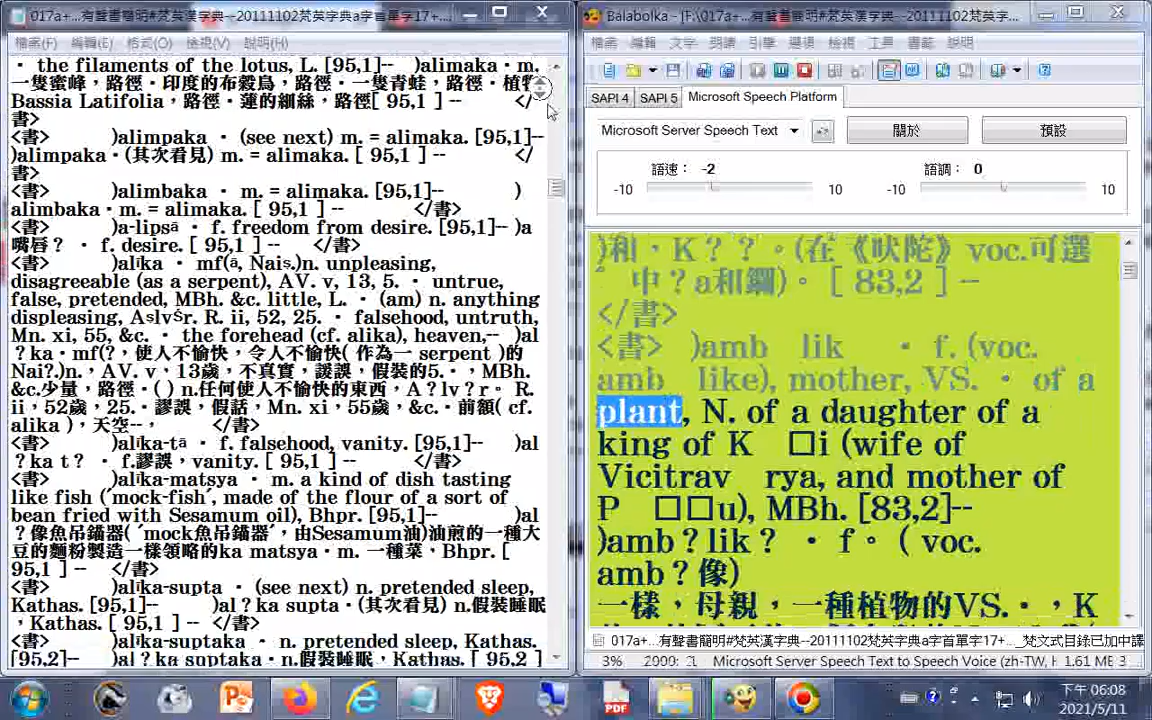 017a+...有聲書簡明#梵英漢字典--20111102梵英字典a字首單字17+...
檔案(F) 編輯(E) 格式(O) 檢視(V) 說明(H)
• the filaments of the lotus, L. [95,1]-- )alimaka • m.
一隻蜜峰，路徑•印度的布穀鳥，路徑•一隻青蛙，路徑•植物
Bassia Latifolia，路徑•蓮的細絲，路徑[ 95,1 ] -- </
書>
<書> )alimpaka • (see next) m. = alimaka. [95,1]--
)alimpaka•(其次看見) m. = alimaka. [ 95,1 ] -- </
書>
<書> )alimbaka • m. = alimaka. [95,1]-- )
alimbaka•m. = alimaka. [ 95,1 ] -- </書>
<書> )a-lipsā • f. freedom from desire. [95,1]-- )a
嘴唇？ • f. desire. [ 95,1 ] -- </書>
<書> )alīka • mf(ā, Naiṣ.)n. unpleasing,
disagreeable (as a serpent), AV. v, 13, 5. • untrue,
false, pretended, MBh. &c. little, L. • (am) n. anything
displeasing, AṣlvŚr. R. ii, 52, 25. • falsehood, untruth,
Mn. xi, 55, &c. • the forehead (cf. alika), heaven,-- )al
？ka•mf(?，使人不愉快，令人不愉快( 作為一 serpent )的
Nai?.)n.，AV. v，13歲，不真實，謊誤，假裝的5.•，MBh.
&c.少量，路徑•( ) n.任何使人不愉快的東西，A？lv？r。 R.
ii，52歲，25.•謬誤，假話，Mn. xi，55歲，&c.•前額( cf.
alika )，天空--， </書>
<書> )alīka-tā • f. falsehood, vanity. [95,1]-- )al
？ka t？ • f.謬誤，vanity. [ 95,1 ] -- </書>
<書> )alīka-matsya • m. a kind of dish tasting
like fish ('mock-fish', made of the flour of a sort of
bean fried with Sesamum oil), Bhpr. [95,1]-- )al
？像魚吊錨器( 'mock魚吊錨器'，由Sesamum油)油煎的一種大
豆的麵粉製造一樣領略的ka matsya•m. 一種菜，Bhpr. [
95,1 ] -- </書>
<書> )alīka-supta • (see next) n. pretended sleep,
Kathas. [95,1]-- )al？ka supta•(其次看見) n.假裝睡眠
，Kathas. [ 95,1 ] -- </書>
<書> )alīka-suptaka • n. pretended sleep, Kathas.
[95,2]-- )al？ka suptaka•n.假裝睡眠，Kathas. [ 95,2 ]
Balabolka - [F:\017a+...有聲書簡明#梵英漢字典--20111102梵英字典...
檔案 編輯 文字 朗讀 引擎 選項 檢視 工具 書籤 說明
SAPI 4 SAPI 5 Microsoft Speech Platform
Microsoft Server Speech Text 關於 預設
語速： -2 語調： 0
-10 10 -10 10
)和，K？？。(在《吠陀》 voc.可選
中？a和鋼)。[ 83,2 ] --
</書>
<書> )amb lik • f. (voc.
amb like), mother, VS. • of a
plant, N. of a daughter of a
king of K □i (wife of
Vicitrav rya, and mother of
P □□u), MBh. [83,2]--
)amb？lik？ • f。( voc.
amb？像)
一樣，母親，一種植物的VS.•，K
017a+...有聲書簡明#梵英漢字典--20111102梵英字典a字首單字17+..._梵文式目錄已加中譯
3% Microsoft Server Speech Text to Speech Voice (zh-TW, H 1.61 MB
下午 06:08
2021/5/11